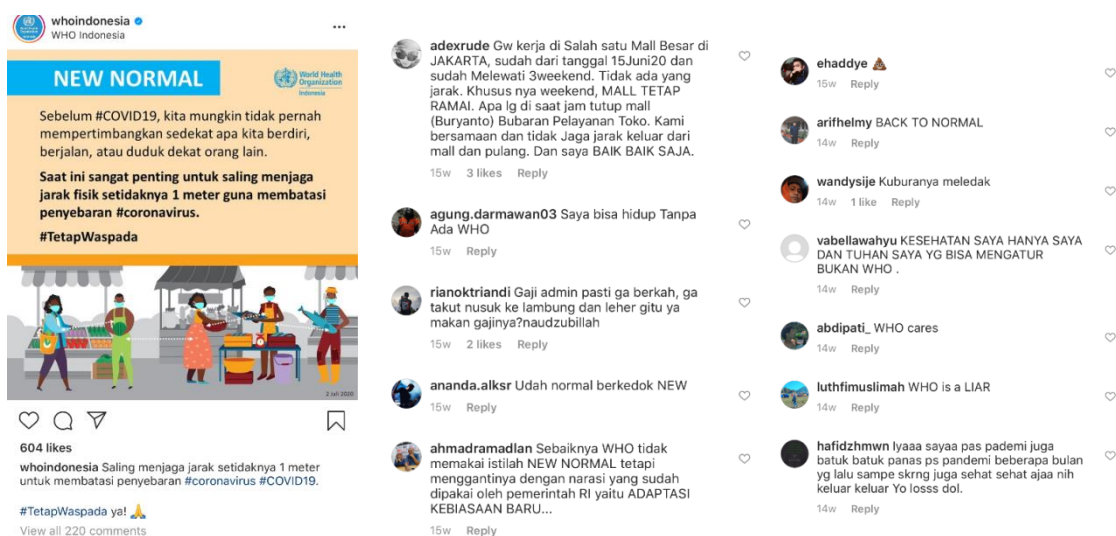 whoindonesia
WHO Indonesia
NEW NORMAL
World Health
Organization
Indonesia
Sebelum #COVID19, kita mungkin tidak pernah
mempertimbangkan sedekat apa kita berdiri,
berjalan, atau duduk dekat orang lain.
Saat ini sangat penting untuk saling menjaga
jarak fisik setidaknya 1 meter guna membatasi
penyebaran #coronavirus.
#TetapWaspada
2 Juli 2020
604 likes
whoindonesia Saling menjaga jarak setidaknya 1 meter
untuk membatasi penyebaran #coronavirus #COVID19.
#TetapWaspada ya! 🙏
View all 220 comments
adexrude Gw kerja di Salah satu Mall Besar di
JAKARTA, sudah dari tanggal 15Juni20 dan
sudah Melewati 3weekend. Tidak ada yang
jarak. Khusus nya weekend, MALL TETAP
RAMAI. Apa lg di saat jam tutup mall
(Buryanto) Bubaran Pelayanan Toko. Kami
bersamaan dan tidak Jaga jarak keluar dari
mall dan pulang. Dan saya BAIK BAIK SAJA.
15w 3 likes Reply
agung.darmawan03 Saya bisa hidup Tanpa
Ada WHO
15w Reply
rianoktriandi Gaji admin pasti ga berkah, ga
takut nusuk ke lambung dan leher gitu ya
makan gajinya?naudzubillah
15w 2 likes Reply
ananda.alksr Udah normal berkedok NEW
15w Reply
ahmadramadlan Sebaiknya WHO tidak
memakai istilah NEW NORMAL tetapi
menggantinya dengan narasi yang sudah
dipakai oleh pemerintah RI yaitu ADAPTASI
KEBIASAAN BARU...
15w Reply
ehaddye 💩
15w Reply
arifhelmy BACK TO NORMAL
14w Reply
wandysije Kuburanya meledak
14w 1 like Reply
vabellawahyu KESEHATAN SAYA HANYA SAYA
DAN TUHAN SAYA YG BISA MENGATUR
BUKAN WHO .
14w Reply
abdipati_ WHO cares
14w Reply
luthfimuslimah WHO is a LIAR
14w Reply
hafidzhmwn Iyaaa sayaa pas pademi juga
batuk batuk panas ps pandemi beberapa bulan
yg lalu sampe skrng juga sehat sehat ajaa nih
keluar keluar Yo losss dol.
14w Reply